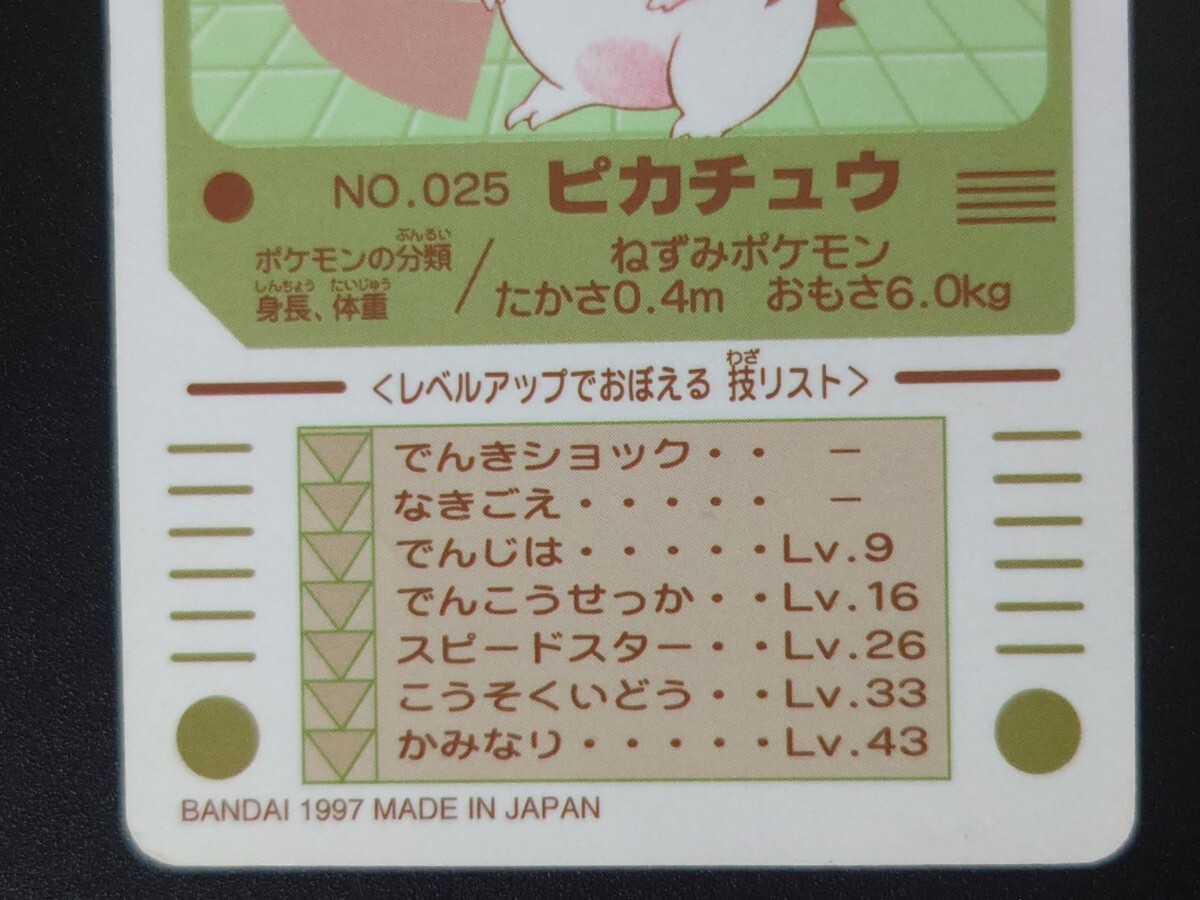 NO.025 ピカチュウ
ポケモンの分類 ぶんるい
身長、体重 しんちょう たいじゅう
ねずみポケモン
たかさ0.4m おもさ6.0kg
<レベルアップでおぼえる 技リスト> わざ
でんきショック・・ −
なきごえ・・・・・ −
でんじは・・・・・Lv.9
でんこうせっか・・Lv.16
スピードスター・・Lv.26
こうそくいどう・・Lv.33
かみなり・・・・・Lv.43
BANDAI 1997 MADE IN JAPAN